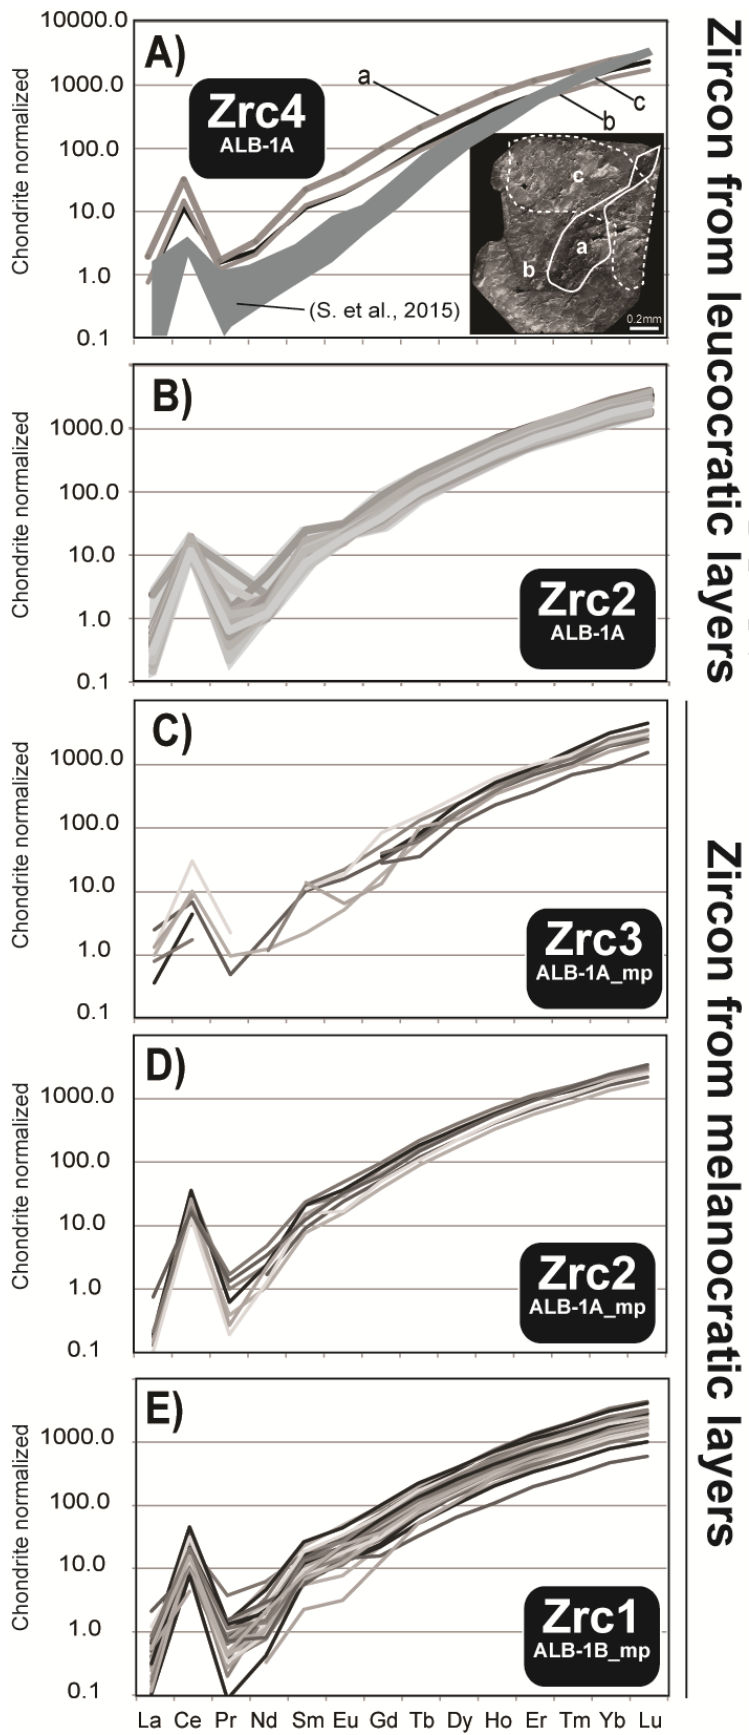 A)
Zrc4
ALB-1A
Chondrite normalized
10000.0
1000.0
100.0
10.0
1.0
0.1
a
b
c
(S. et al., 2015)
c
a
b
0.2mm
Zircon from leucocratic layers
B)
Zrc2
ALB-1A
Chondrite normalized
1000.0
100.0
10.0
1.0
0.1
C)
Zrc3
ALB-1A_mp
Chondrite normalized
1000.0
100.0
10.0
1.0
0.1
Zircon from melanocratic layers
D)
Zrc2
ALB-1A_mp
Chondrite normalized
1000.0
100.0
10.0
1.0
0.1
E)
Zrc1
ALB-1B_mp
Chondrite normalized
1000.0
100.0
10.0
1.0
0.1
La Ce Pr Nd Sm Eu Gd Tb Dy Ho Er Tm Yb Lu